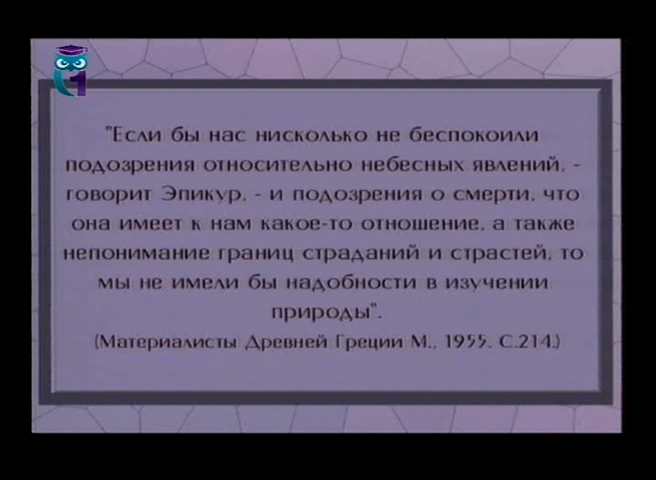 1
"Если бы нас нисколько не беспокоили
подозрения относительно небесных явлений, -
говорит Эпикур, - и подозрения о смерти, что
она имеет к нам какое-то отношение, а также
непонимание границ страданий и страстей, то
мы не имели бы надобности в изучении
природы".
(Материалисты Древней Греции М., 1955. С.214.)